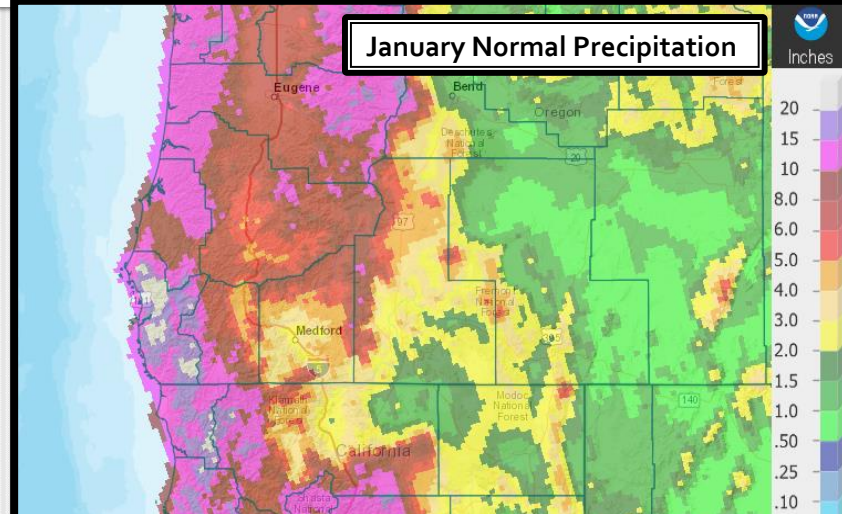 January Normal Precipitation
NOAA
Inches
Eugene
Bend
Forest
Oregon
Deschutes
National
Forest
20
97
Fremont
National
Forest
Medford
5
395
Klamath
National
Forest
Modoc
National
Forest
140
California
Shasta
National
20
15
10
8.0
6.0
5.0
4.0
3.0
2.0
1.5
1.0
.50
.25
.10